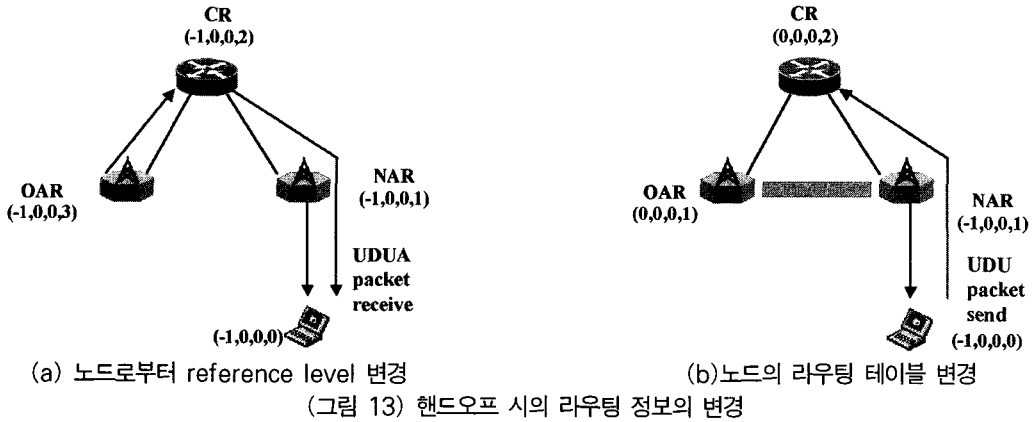 CR
(-1,0,0,2)
OAR
(-1,0,0,3)
NAR
(-1,0,0,1)
UDUA
packet
receive
(-1,0,0,0)
(a) 노드로부터 reference level 변경
CR
(0,0,0,2)
OAR
(0,0,0,1)
NAR
(-1,0,0,1)
UDU
packet
send
(-1,0,0,0)
(b)노드의 라우팅 테이블 변경
(그림 13) 핸드오프 시의 라우팅 정보의 변경